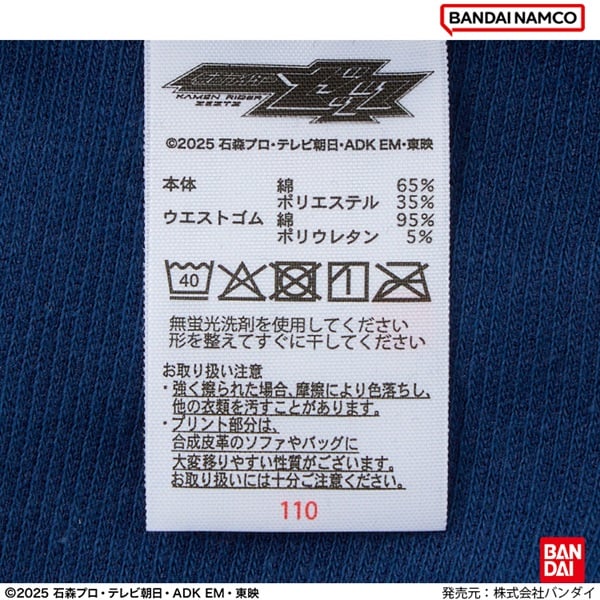 BANDAI NAMCO
KAMEN RIDER
ZEZTZ
©2025 石森プロ・テレビ朝日・ADK EM・東映
本体 綿 65%
ポリエステル 35%
ウエストゴム 綿 95%
ポリウレタン 5%
40
無蛍光洗剤を使用してください
形を整えてすぐに干してください
お取り扱い注意
・強く擦られた場合、摩擦により色落ちし、
他の衣類を汚すことがあります。
・プリント部分は、
合成皮革のソファやバッグに
大変移りやすい性質がございます。
お取り扱いには十分ご注意ください。
110
BAN
DAI
©2025 石森プロ・テレビ朝日・ADK EM・東映
発売元：株式会社バンダイ